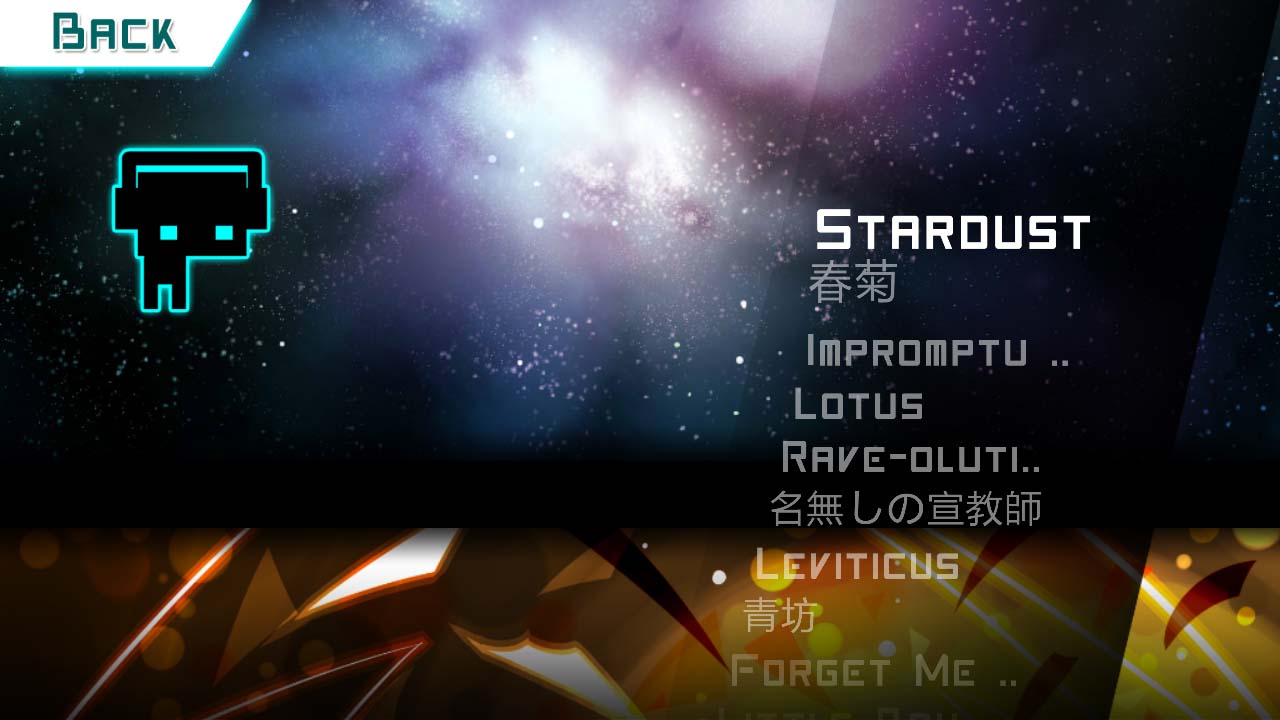 Back
Stardust
春菊
Impromptu ..
Lotus
Rave-oluti..
名無しの宣教師
Leviticus
青坊
Forget Me ..